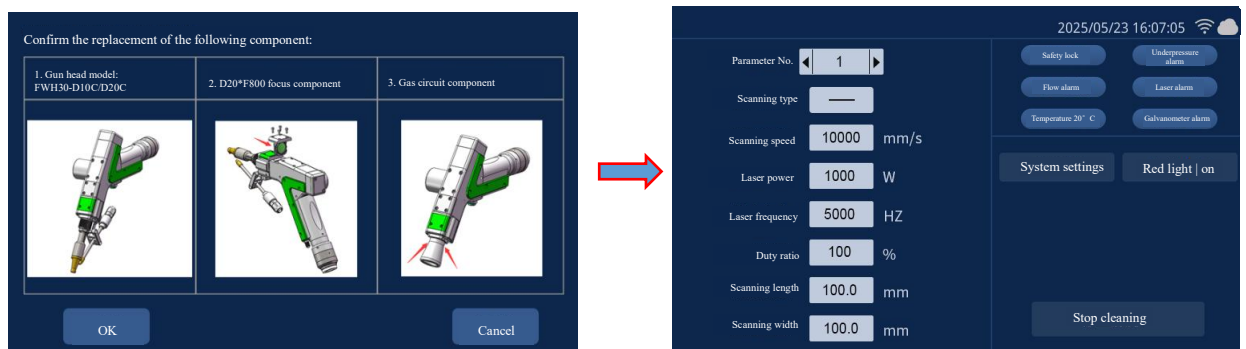 Confirm the replacement of the following component:
1. Gun head model:
FWH30-D10C/D20C
2. D20*F800 focus component
3. Gas circuit component
OK
Cancel
2025/05/23 16:07:05
Parameter No.
1
Scanning type
Scanning speed
10000
mm/s
Laser power
1000
W
Laser frequency
5000
HZ
Duty ratio
100
%
Scanning length
100.0
mm
Scanning width
100.0
mm
Safety lock
Underpressure
alarm
Flow alarm
Laser alarm
Temperature 20° C
Galvanometer alarm
System settings
Red light | on
Stop cleaning